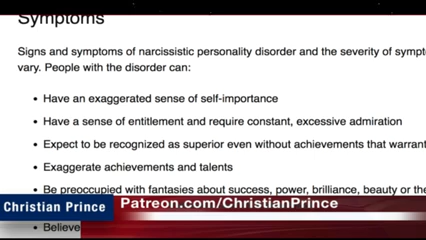 Symptoms
Signs and symptoms of narcissistic personality disorder and the severity of sympt
vary. People with the disorder can:
• Have an exaggerated sense of self-importance
• Have a sense of entitlement and require constant, excessive admiration
• Expect to be recognized as superior even without achievements that warrant
• Exaggerate achievements and talents
• Be preoccupied with fantasies about success, power, brilliance, beauty or the
Christian Prince
Patreon.com/ChristianPrince
• Believe